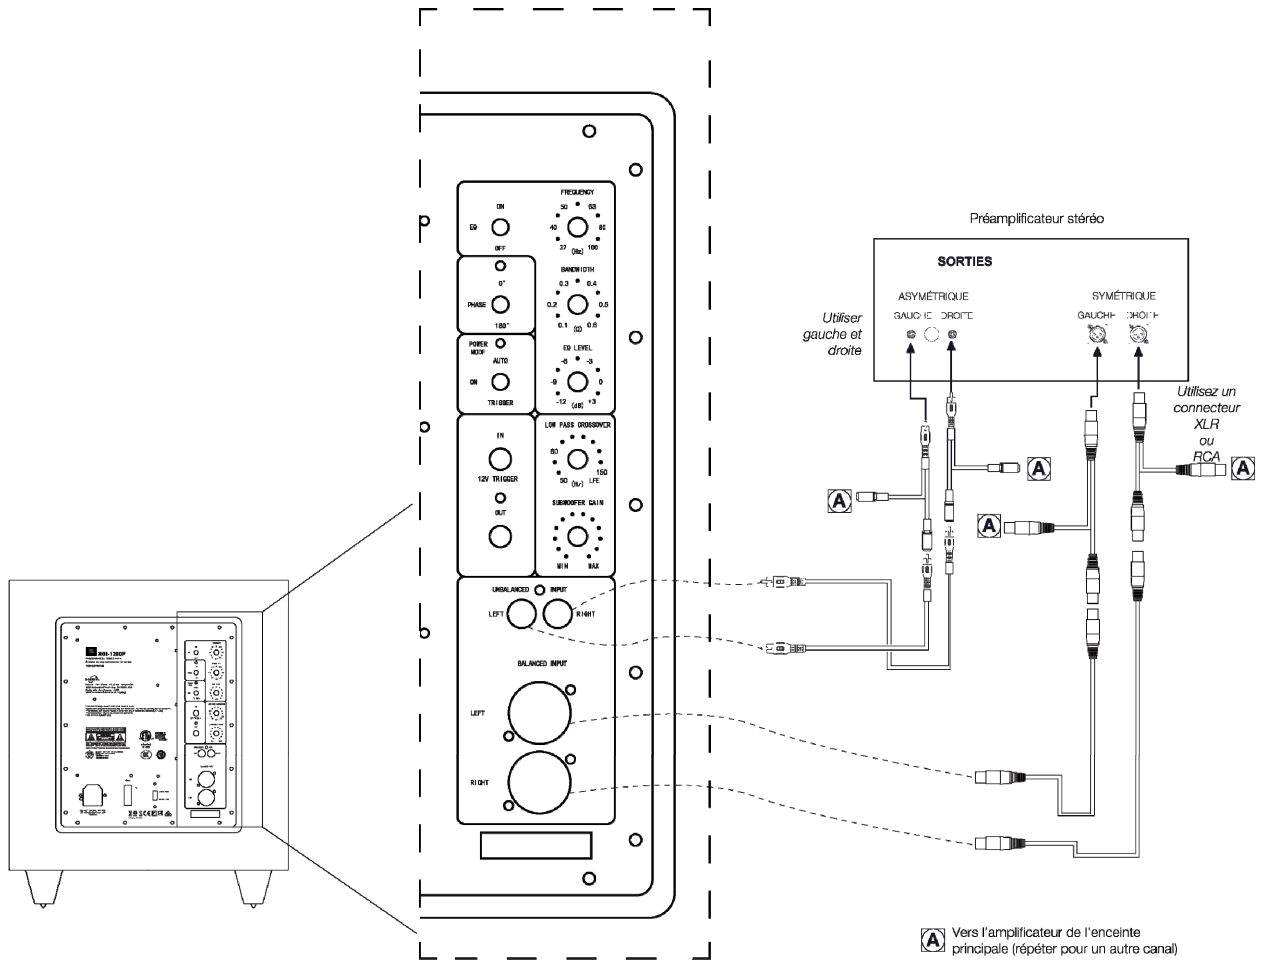 FREQUENCY
ON
EQ
OFF
50 63
40 80
37 100
(Hz)
BANDWIDTH
0.3 0.4
0.2 0.5
0.1 0.6
(Ω)
0°
PHASE
180°
POWER
MODE
AUTO
ON
TRIGGER
EQ LEVEL
-6 -3
-9 0
-12 +3
(dB)
IN
12V TRIGGER
OUT
LOW PASS CROSSOVER
80
150
50 (Hz) LFE
SUBWOOFER GAIN
MIN MAX
UNBALANCED INPUT
LEFT RIGHT
BALANCED INPUT
LEFT
RIGHT
Préamplificateur stéréo
SORTIES
ASYMÉTRIQUE
GAUCHE DROITE
SYMÉTRIQUE
GAUCHE DROITE
Utiliser
gauche et
droite
Utilisez un
connecteur
XLR
ou
RCA
A
A
A
A
A Vers l'amplificateur de l'enceinte
principale (répéter pour un autre canal)